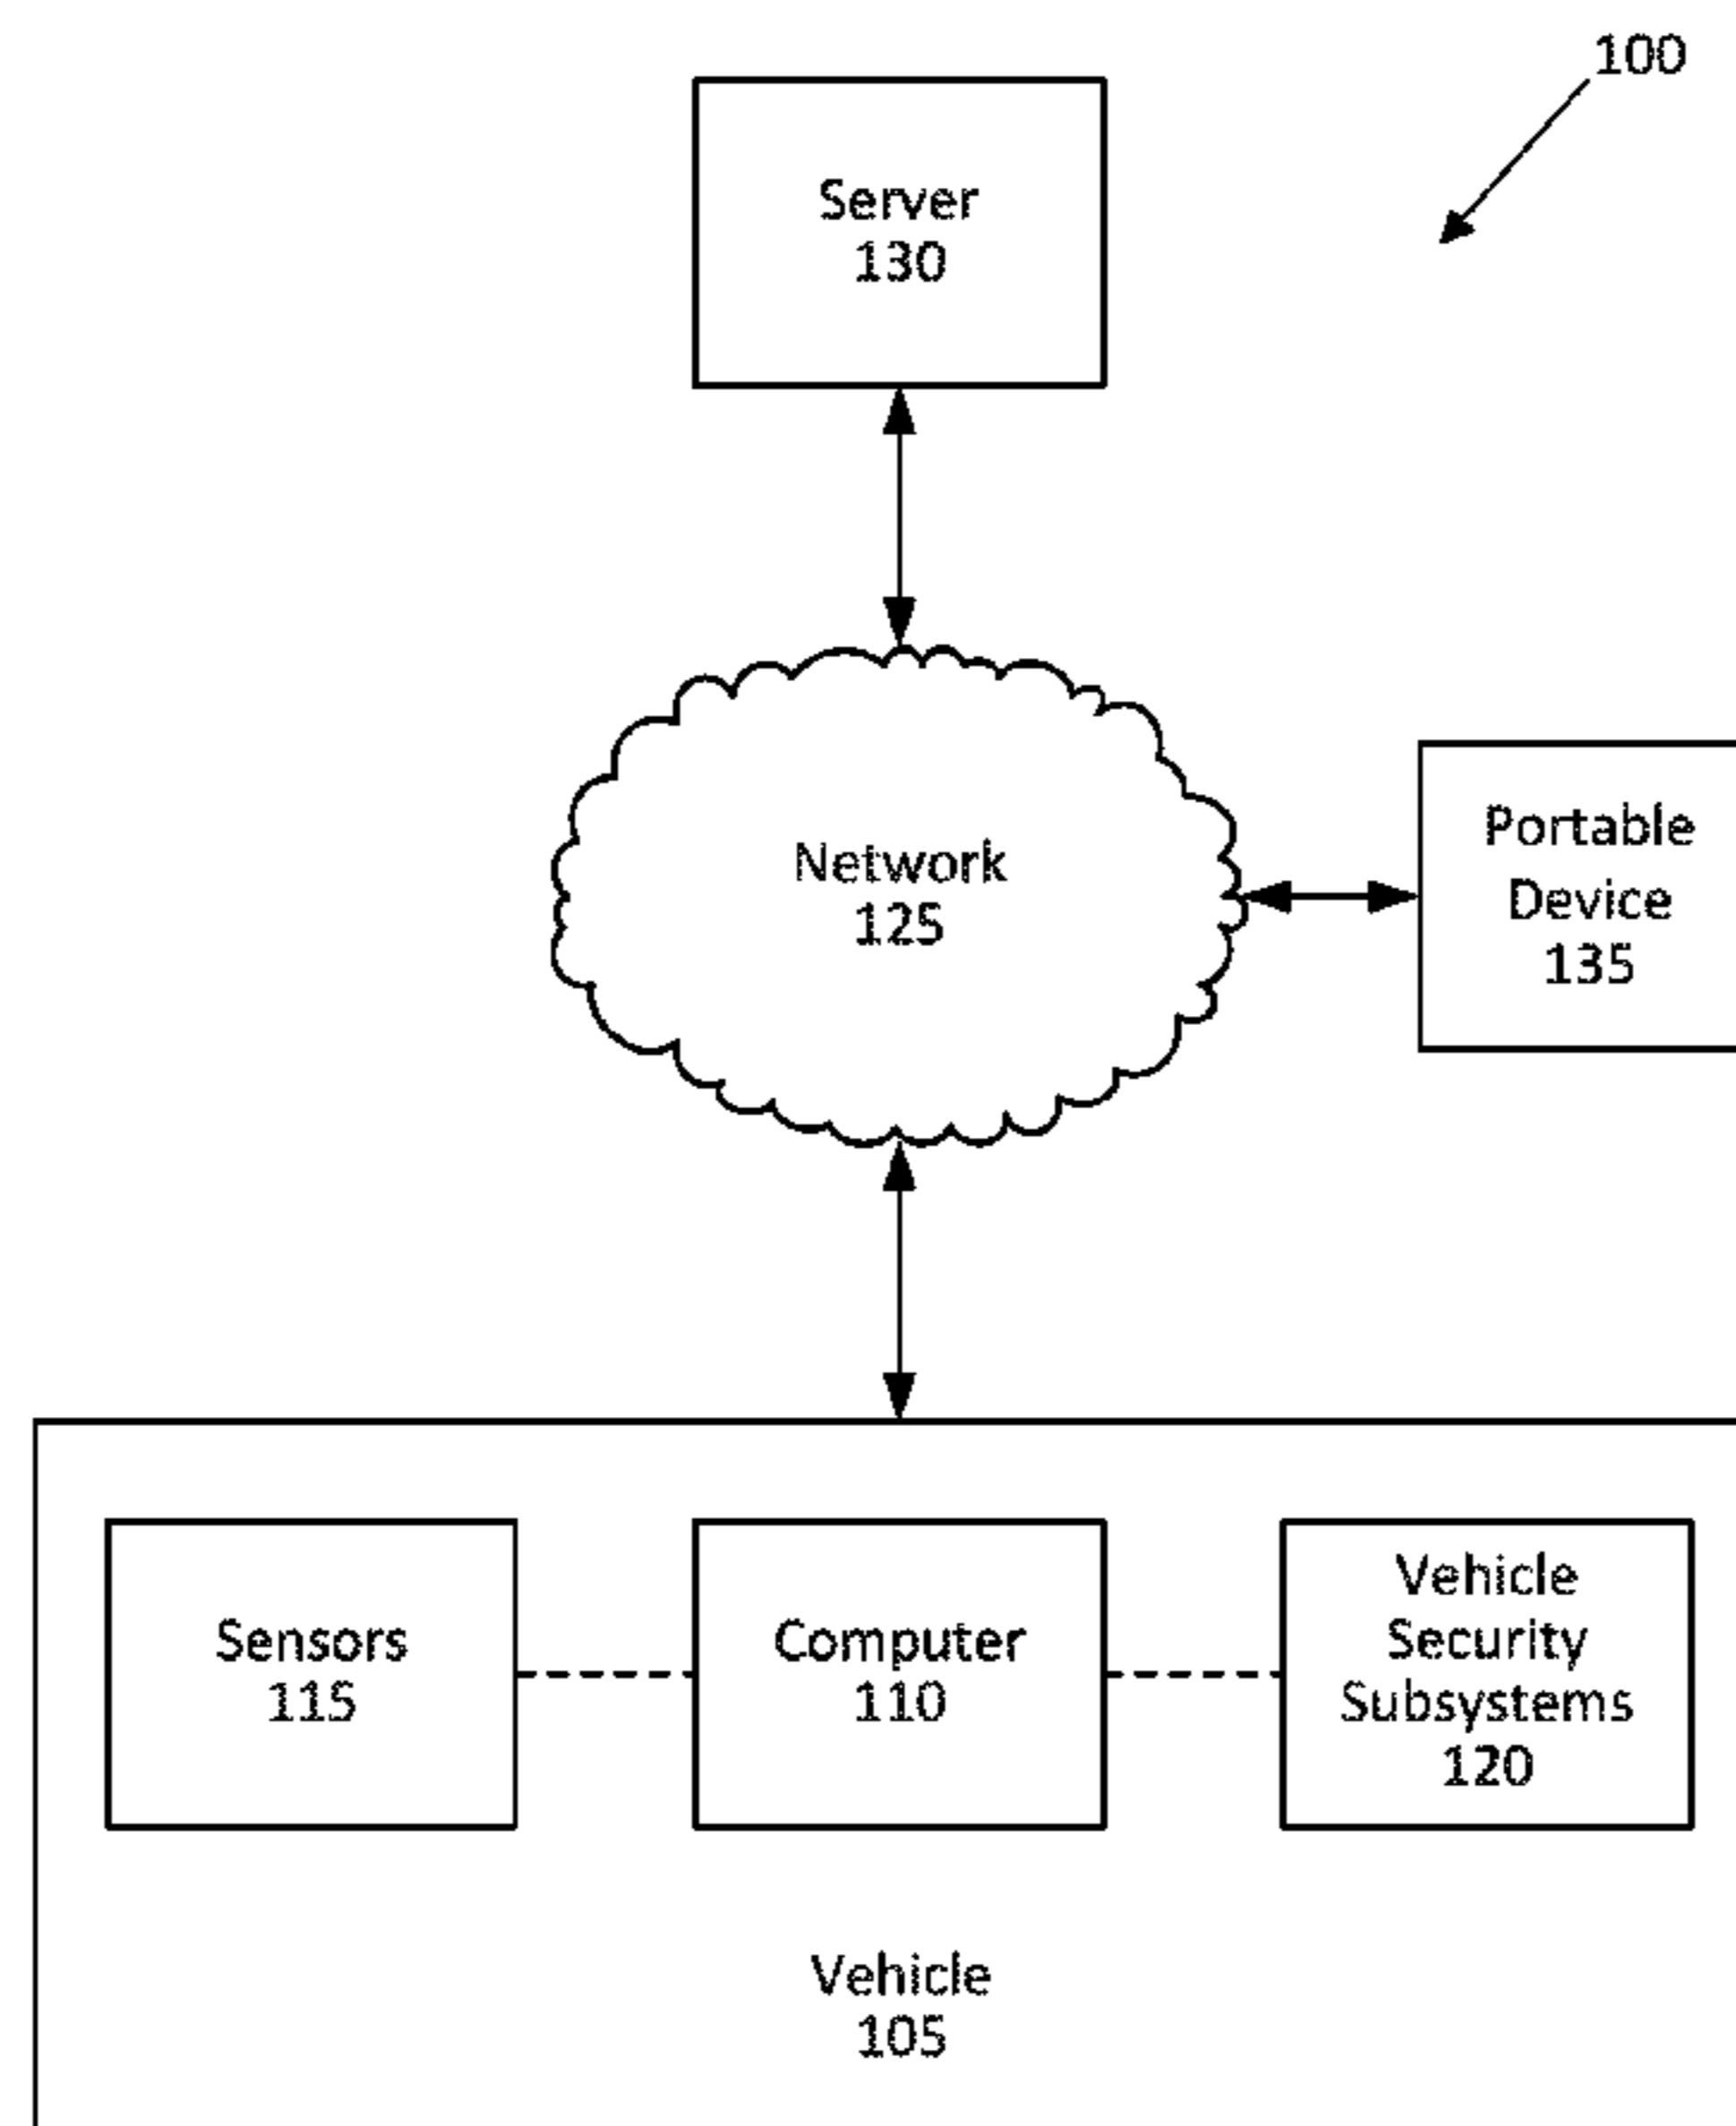 100
Server
130
Network
125
Portable
Device
135
Sensors
115
Computer
110
Vehicle
Security
Subsystems
120
Vehicle
105